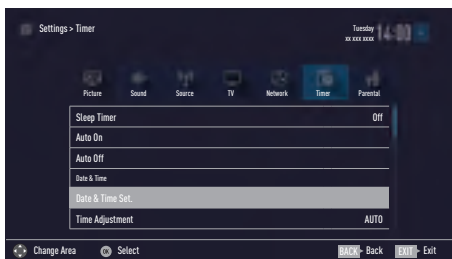 Settings > Timer
Tuesday
xx xxx xxxx
14:00
Picture Sound Source TV Network Timer Parental
Sleep Timer Off
Auto On
Auto Off
Date & Time
Date & Time Set.
Time Adjustment AUTO
Change Area OK Select BACK Back EXIT Exit